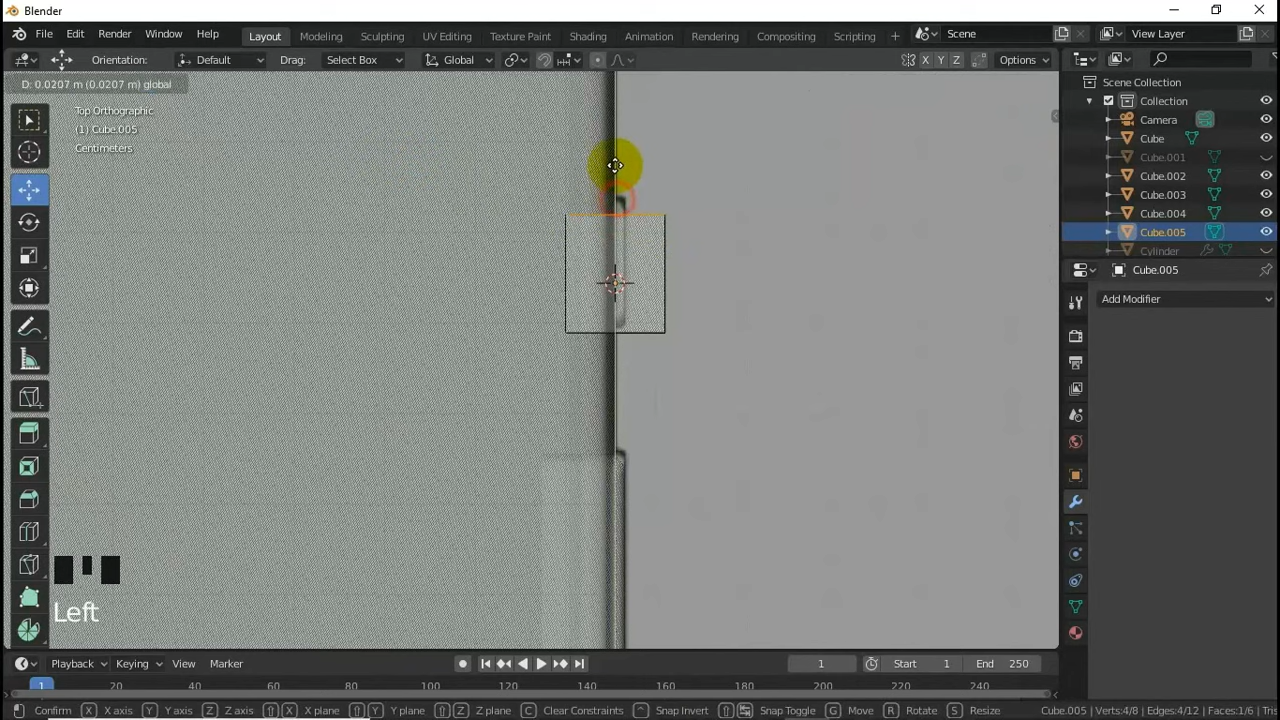 Blender
File Edit Render Window Help Layout Modeling Sculpting UV Editing Texture Paint Shading Animation Rendering Compositing Scripting + Scene View Layer
Orientation: Default Drag: Select Box Global X Y Z Options
D: 0.0207 m (0.0207 m) global
Top Orthographic
(1) Cube.005
Centimeters
Scene Collection
Collection
Camera
Cube
Cube.001
Cube.002
Cube.003
Cube.004
Cube.005
Cylinder
Cube.005
Add Modifier
Left
Playback Keying View Marker 1 Start 1 End 250
1 20 40 60 80 100 120 140 160 180 200 220 240
Confirm X X axis Y Y axis Z Z axis X X plane Y Y plane Z Z plane C Clear Constraints Snap Invert Snap Toggle G Move R Rotate S Resize Cube.005 | Verts:4/8 | Edges:4/12 | Faces:1/6 | Tris